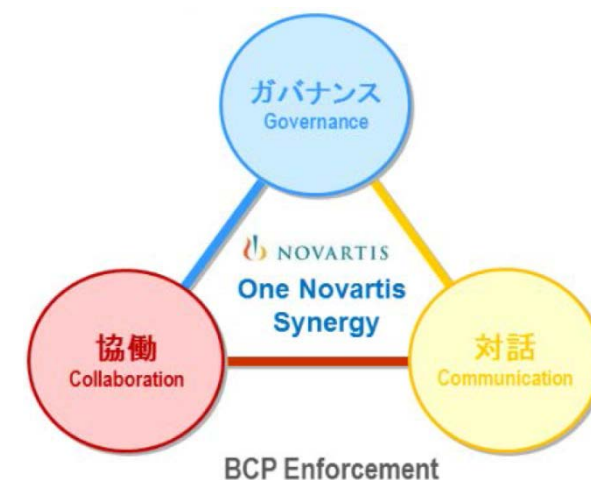 ガバナンス
Governance
NOVARTIS
One Novartis
Synergy
協働
Collaboration
対話
Communication
BCP Enforcement